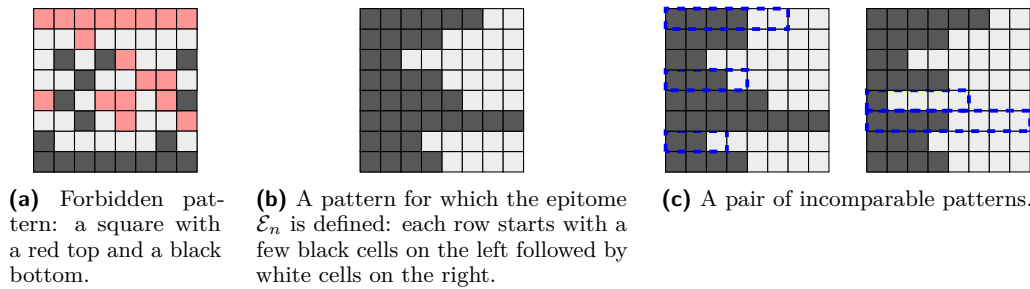 (a) Forbidden pat-
tern: a square with
a red top and a black
bottom.
(b) A pattern for which the epitome
ℰₙ is defined: each row starts with a
few black cells on the left followed by
white cells on the right.
(c) A pair of incomparable patterns.